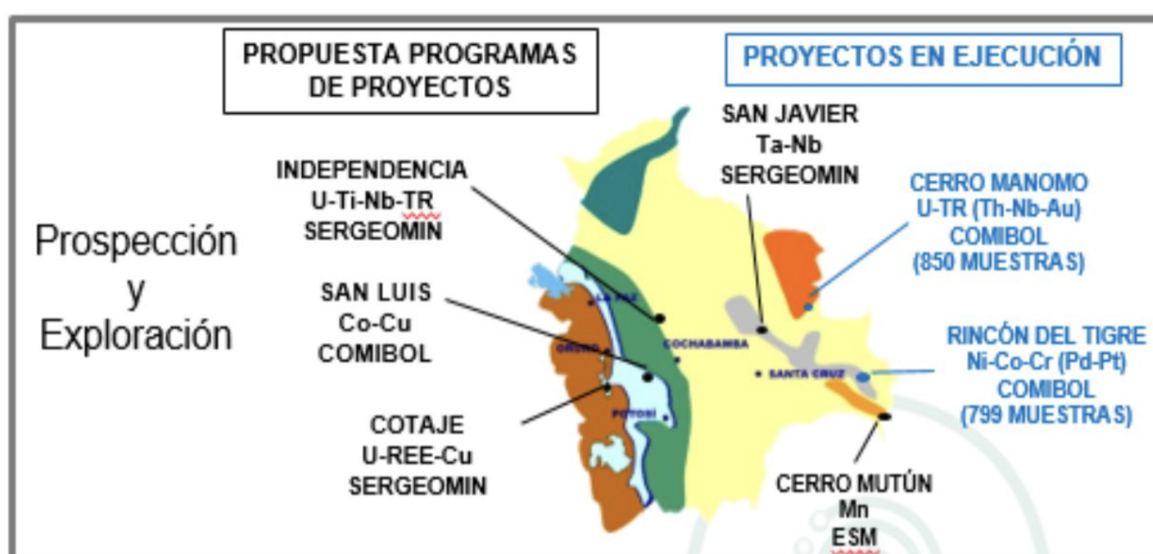 PROPUESTA PROGRAMAS
DE PROYECTOS
PROYECTOS EN EJECUCIÓN
Prospección
y
Exploración
INDEPENDENCIA
U-Ti-Nb-TR
SERGEOMIN
SAN LUIS
Co-Cu
COMIBOL
COTAJE
U-REE-Cu
SERGEOMIN
SAN JAVIER
Ta-Nb
SERGEOMIN
CERRO MANOMO
U-TR (Th-Nb-Au)
COMIBOL
(850 MUESTRAS)
RINCÓN DEL TIGRE
Ni-Co-Cr (Pd-Pt)
COMIBOL
(799 MUESTRAS)
CERRO MUTÚN
Mn
ESM
LA PAZ
ORURO
COCHABAMBA
SANTA CRUZ
POTOSÍ